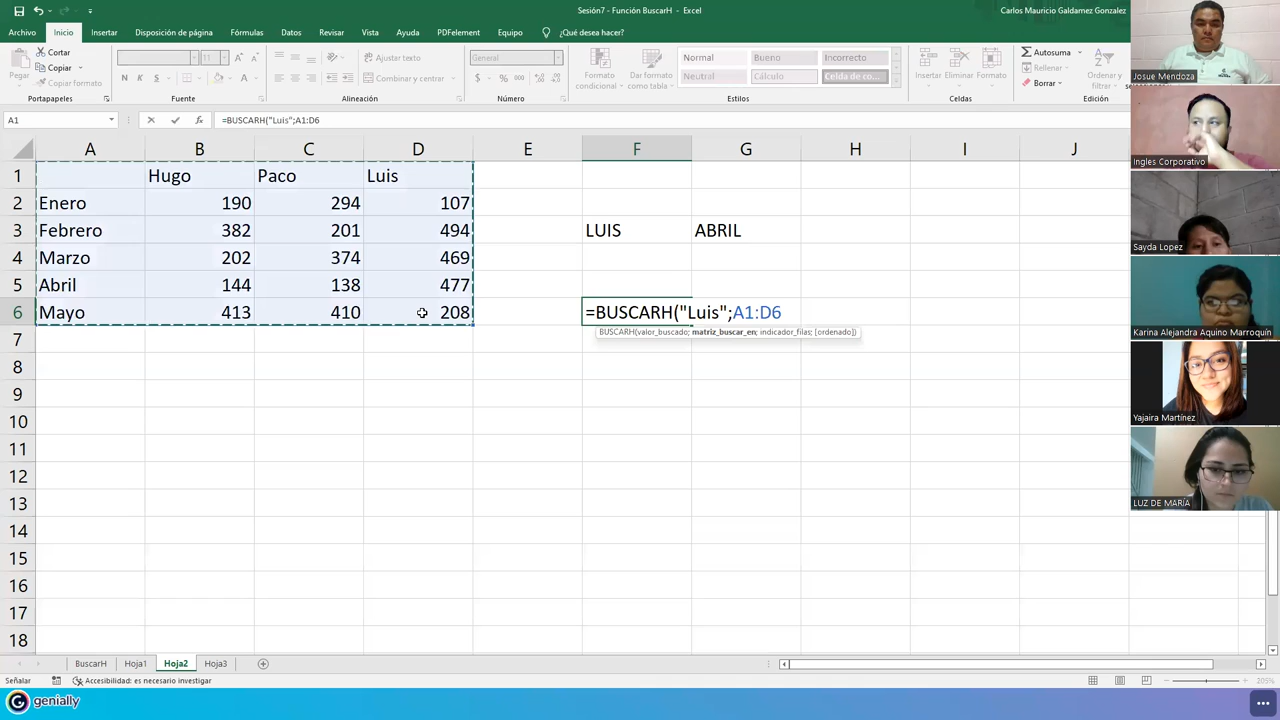 Sesión7 - Función BuscarH - Excel
Carlos Mauricio Galdamez Gonzalez
Archivo Inicio Insertar Disposición de página Fórmulas Datos Revisar Vista Ayuda PDFelement Equipo ¿Qué desea hacer?
Pegar
Cortar
Copiar
Copiar formato
Portapapeles
11
N K S
Fuente
Ajustar texto
Combinar y centrar
Alineación
General
Número
Formato condicional
Dar formato como tabla
Normal Bueno Incorrecto
Neutral Cálculo Celda de co...
Estilos
Insertar Eliminar Formato
Celdas
Autosuma
Rellenar
Borrar
Ordenar y
Edición
A1
fx
=BUSCARH("Luis";A1:D6
A B C D E F G H I J
1 Hugo Paco Luis
2 Enero 190 294 107
3 Febrero 382 201 494 LUIS ABRIL
4 Marzo 202 374 469
5 Abril 144 138 477
6 Mayo 413 410 208 =BUSCARH("Luis";A1:D6
BUSCARH(valor_buscado; matriz_buscar_en; indicador_filas; [ordenado])
7
8
9
10
11
12
13
14
15
16
17
18
BuscarH Hoja1 Hoja2 Hoja3
Señalar
Accesibilidad: es necesario investigar
205%
genially
Josue Mendoza
Ingles Corporativo
Sayda Lopez
Karina Alejandra Aquino Marroquín
Yajaira Martínez
LUZ DE MARÍA